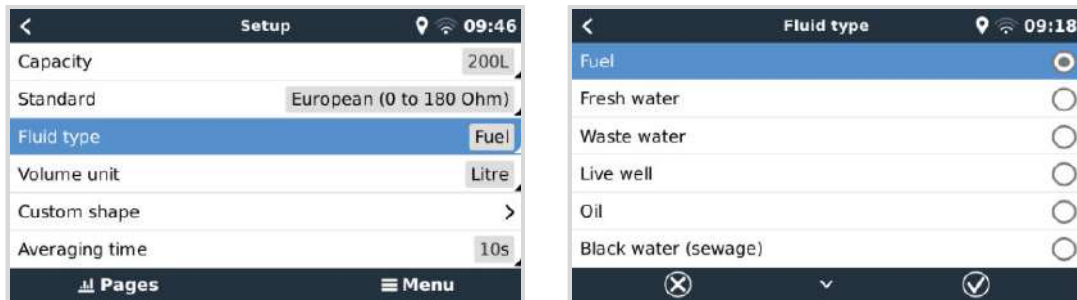 Setup 09:46
Capacity 200L
Standard European (0 to 180 Ohm)
Fluid type Fuel
Volume unit Litre
Custom shape
Averaging time 10s
Pages Menu
Fluid type 09:18
Fuel
Fresh water
Waste water
Live well
Oil
Black water (sewage)